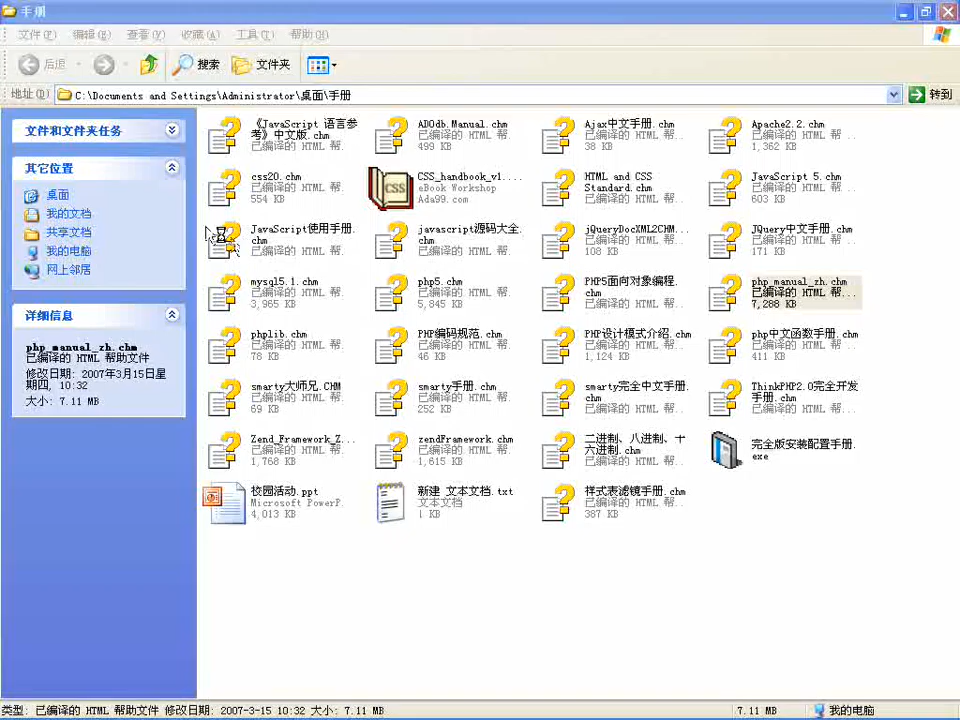 手册
文件(F) 编辑(E) 查看(V) 收藏(A) 工具(T) 帮助(H)
后退 搜索 文件夹
地址(D) C:\Documents and Settings\Administrator\桌面\手册 转到
文件和文件夹任务
其它位置
桌面
我的文档
共享文档
我的电脑
网上邻居
详细信息
php_manual_zh.chm
已编译的 HTML 帮助文件
修改日期: 2007年3月15日星
期四, 10:32
大小: 7.11 MB
《JavaScript 语言参
考》中文版.chm
已编译的 HTML 帮.
ADOdb.Manual.chm
已编译的 HTML 帮.
499 KB
Ajax中文手册.chm
已编译的 HTML 帮..
38 KB
Apache2.2.chm
已编译的 HTML 帮...
1,362 KB
css20.chm
已编译的 HTML 帮.
554 KB
CSS_handbook_v1....
eBook Workshop
Ada99.com
HTML and CSS
Standard.chm
已编译的 HTML 帮..
JavaScript 5.chm
已编译的 HTML 帮...
603 KB
JavaScript使用手册.
chm
已编译的 HTML 帮.
javascript源码大全.
chm
已编译的 HTML 帮.
jQueryDocXML2CHM...
已编译的 HTML 帮..
108 KB
JQuery中文手册.chm
已编译的 HTML 帮...
171 KB
mysql5.1.chm
已编译的 HTML 帮.
3,965 KB
php5.chm
已编译的 HTML 帮.
5,845 KB
PHP5面向对象编程.
chm
已编译的 HTML 帮..
php_manual_zh.chm
已编译的 HTML 帮...
7,288 KB
phplib.chm
已编译的 HTML 帮.
78 KB
PHP编码规范.chm
已编译的 HTML 帮.
46 KB
PHP设计模式介绍.chm
已编译的 HTML 帮..
1,124 KB
php中文函数手册.chm
已编译的 HTML 帮...
411 KB
smarty大师兄.CHM
已编译的 HTML 帮.
69 KB
smarty手册.chm
已编译的 HTML 帮.
252 KB
smarty完全中文手册.
chm
已编译的 HTML 帮..
ThinkPHP2.0完全开发
手册.chm
已编译的 HTML 帮...
Zend_Framework_Z...
已编译的 HTML 帮.
1,768 KB
zendFramework.chm
已编译的 HTML 帮.
1,615 KB
二进制、八进制、十
六进制.chm
已编译的 HTML 帮..
完全版安装配置手册.
exe
校园活动.ppt
Microsoft PowerP.
4,013 KB
新建 文本文档.txt
文本文档
1 KB
样式表滤镜手册.chm
已编译的 HTML 帮..
387 KB
类型: 已编译的 HTML 帮助文件 修改日期: 2007-3-15 10:32 大小: 7.11 MB 7.11 MB 我的电脑